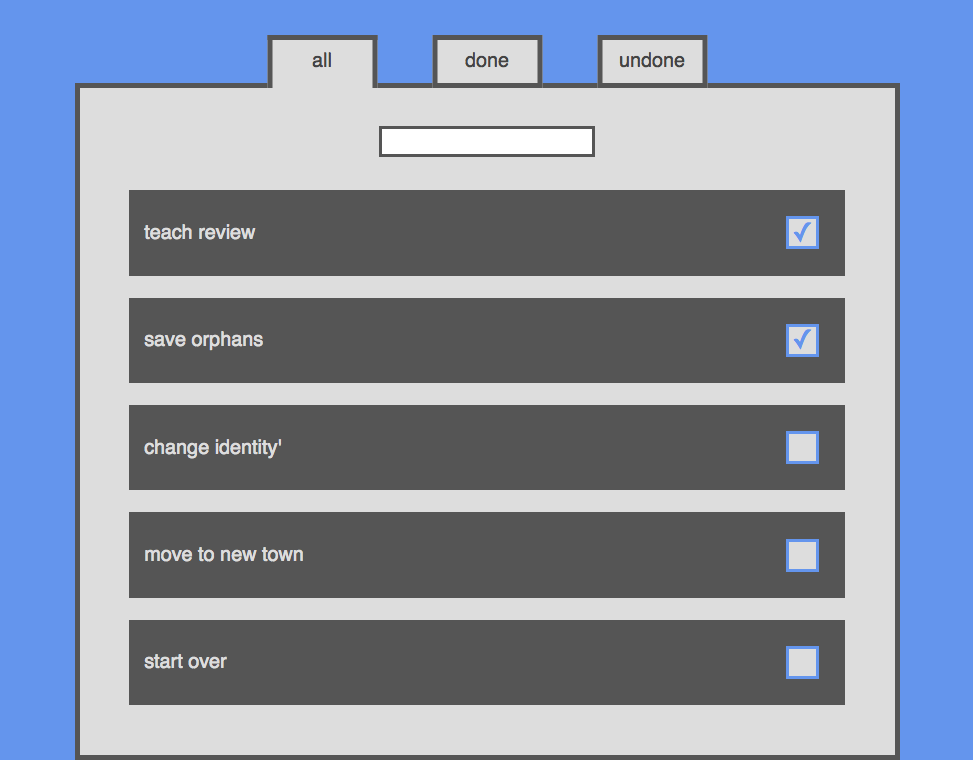 all done undone
teach review
save orphans
change identity'
move to new town
start over